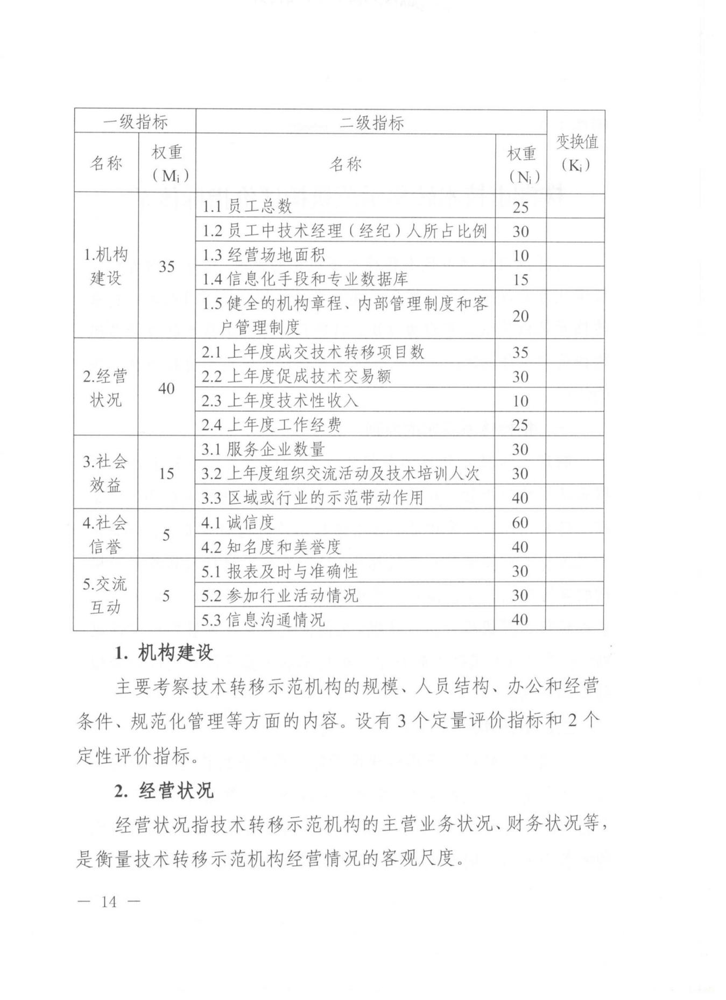 一级指标
二级指标
变换值
（Ki）
名称
权重
（Mi）
名称
权重
（Ni）
1.机构
建设
35
1.1 员工总数
25
1.2 员工中技术经理（经纪）人所占比例
30
1.3 经营场地面积
10
1.4 信息化手段和专业数据库
15
1.5 健全的机构章程、内部管理制度和客
户管理制度
20
2.经营
状况
40
2.1 上年度成交技术转移项目数
35
2.2 上年度促成技术交易额
30
2.3 上年度技术性收入
10
2.4 上年度工作经费
25
3.社会
效益
15
3.1 服务企业数量
30
3.2 上年度组织交流活动及技术培训人次
30
3.3 区域或行业的示范带动作用
40
4.社会
信誉
5
4.1 诚信度
60
4.2 知名度和美誉度
40
5.交流
互动
5
5.1 报表及时与准确性
30
5.2 参加行业活动情况
30
5.3 信息沟通情况
40
1. 机构建设
主要考察技术转移示范机构的规模、人员结构、办公和经营
条件、规范化管理等方面的内容。设有 3 个定量评价指标和 2 个
定性评价指标。
2. 经营状况
经营状况指技术转移示范机构的主营业务状况、财务状况等，
是衡量技术转移示范机构经营情况的客观尺度。
— 14 —